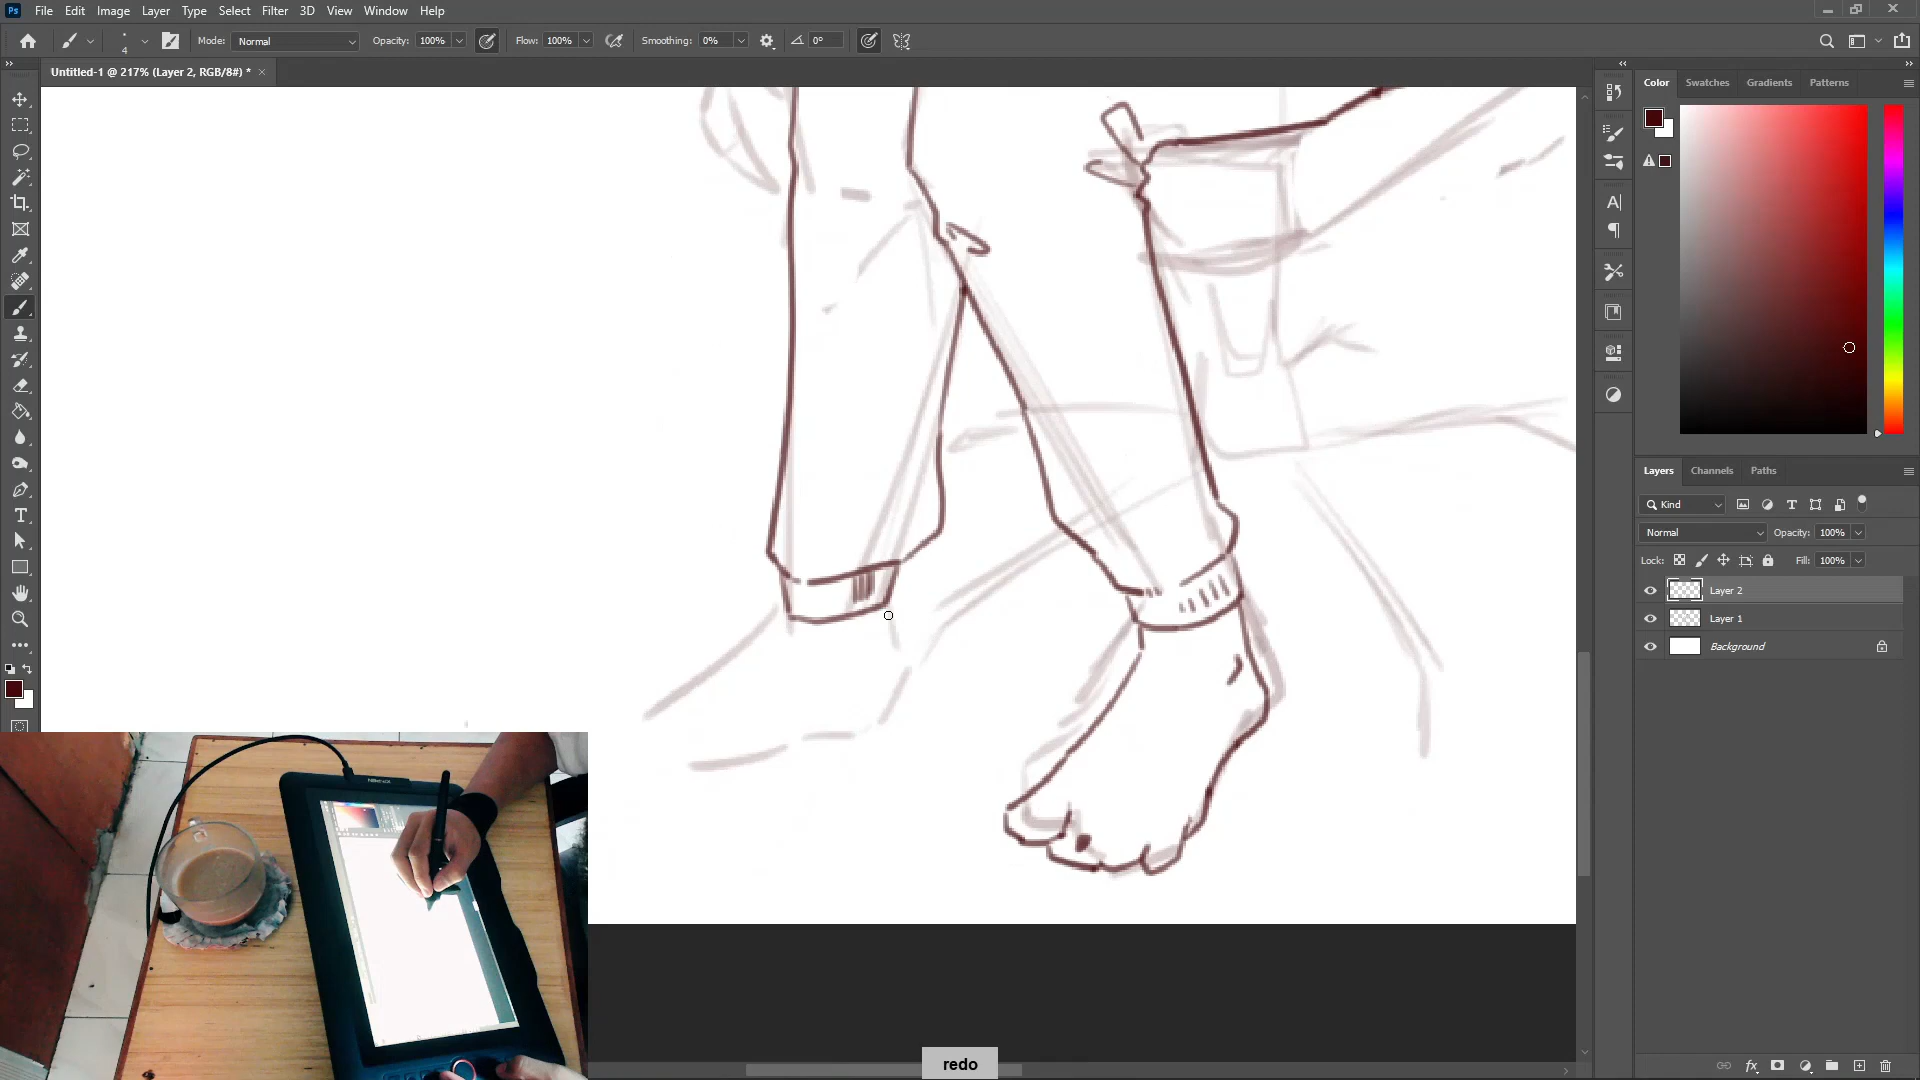 Ps File Edit Image Layer Type Select Filter 3D View Window Help
4 Mode: Normal Opacity: 100% Flow: 100% Smoothing: 0% 0°
Untitled-1 @ 217% (Layer 2, RGB/8#) *
Color Swatches Gradients Patterns
Layers Channels Paths
Kind
Normal Opacity: 100%
Lock: Fill: 100%
Layer 2
Layer 1
Background
redo